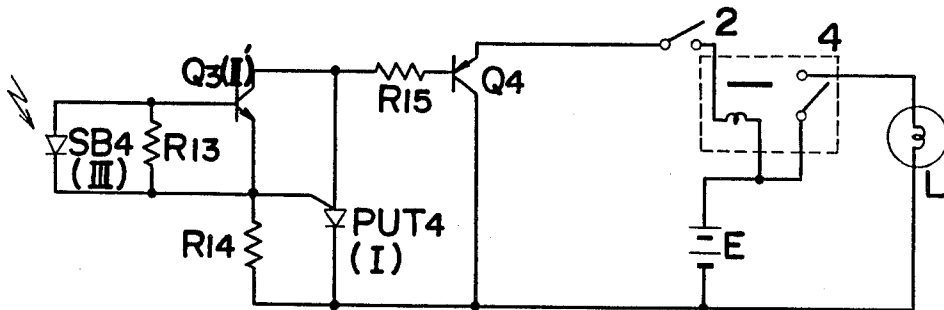 2
4
Q3(II')
Q4
R15
SB4
(III)
R13
R14
PUT4
(I)
E
L